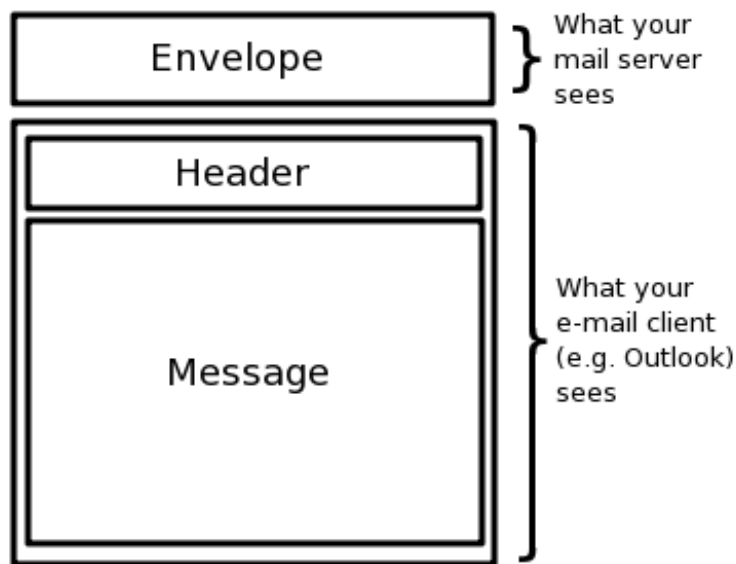 Envelope
What your
mail server
sees
Header
Message
What your
e-mail client
(e.g. Outlook)
sees